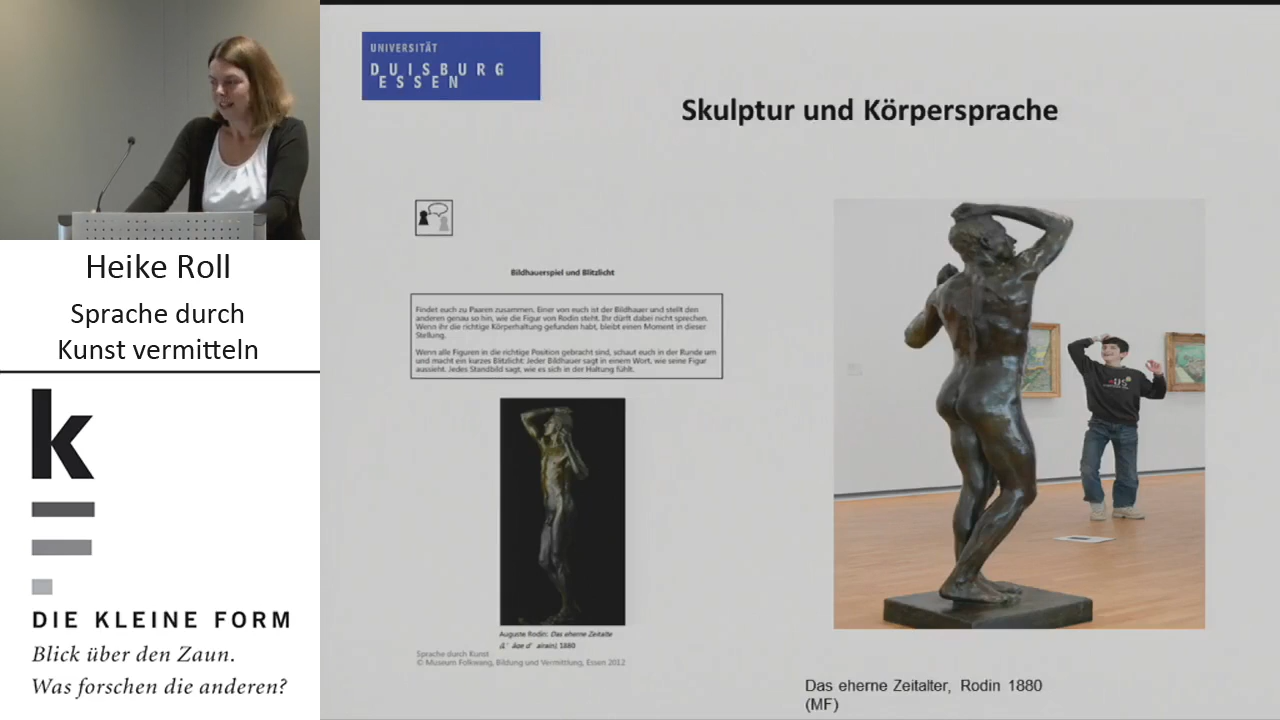 UNIVERSITÄT
DUISBURG
ESSEN
Skulptur und Körpersprache
Heike Roll
Sprache durch
Kunst vermitteln
k
DIE KLEINE FORM
Blick über den Zaun.
Was forschen die anderen?
Bildhauerspiel und Blitzlicht
Findet euch zu Paaren zusammen. Einer von euch ist der Bildhauer und stellt den
anderen genau so hin, wie die Figur von Rodin steht. Ihr dürft dabei nicht sprechen.
Wenn ihr die richtige Körperhaltung gefunden habt, bleibt einen Moment in dieser
Stellung.
Wenn alle Figuren in die richtige Position gebracht sind, schaut euch in der Runde um
und macht ein kurzes Blitzlicht: Jeder Bildhauer sagt in einem Wort, wie seine Figur
aussieht. Jedes Standbild sagt, wie es sich in der Haltung fühlt.
Auguste Rodin: Das eherne Zeitalte
1880
Sprache durch Kunst
© Museum Folkwang, Bildung und Vermittlung, Essen 2012
Das eherne Zeitalter, Rodin 1880
(MF)